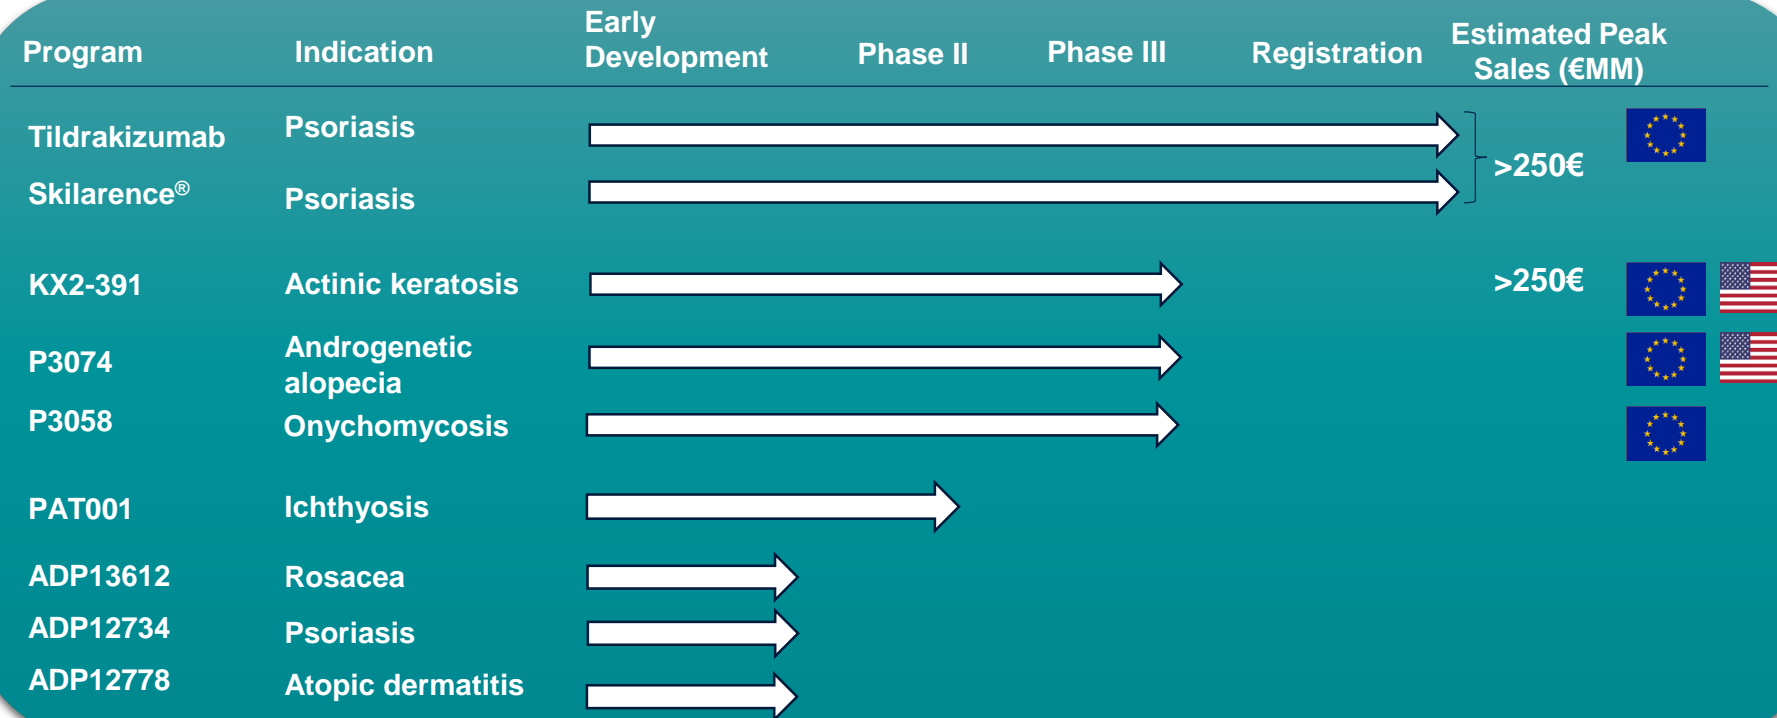 Program
Indication
Early
Development
Phase II
Phase III
Registration
Estimated Peak
Sales (€MM)
Tildrakizumab
Psoriasis
Skilarence®
Psoriasis
>250€
KX2-391
Actinic keratosis
>250€
P3074
Androgenetic
alopecia
P3058
Onychomycosis
PAT001
Ichthyosis
ADP13612
Rosacea
ADP12734
Psoriasis
ADP12778
Atopic dermatitis